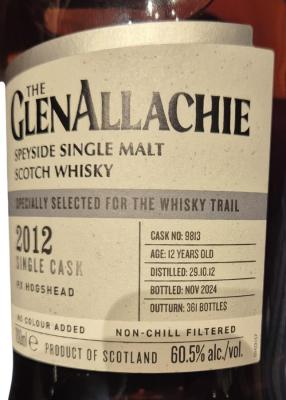 THE
GLENALLACHIE
SPEYSIDE SINGLE MALT
SCOTCH WHISKY
SPECIALLY SELECTED FOR THE WHISKY TRAIL
2012
SINGLE CASK
PX HOGSHEAD
CASK NO: 9813
AGE: 12 YEARS OLD
DISTILLED: 29.10.12
BOTTLED: NOV 2024
OUTTURN: 361 BOTTLES
NO COLOUR ADDED
NON-CHILL FILTERED
700ml e PRODUCT OF SCOTLAND 60.5% alc./vol.